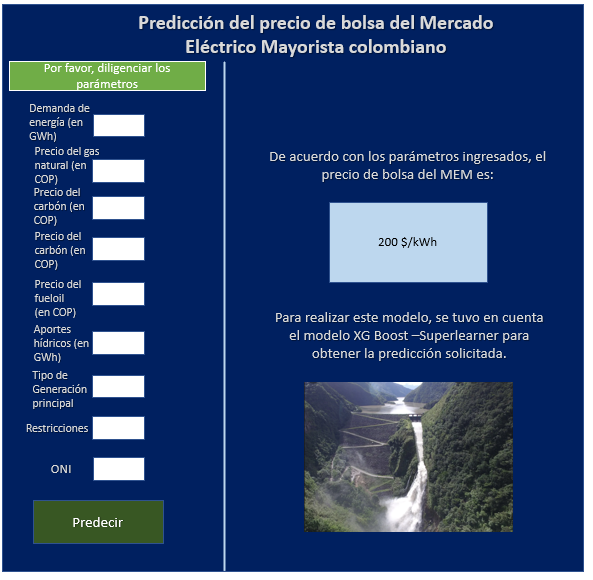 Predicción del precio de bolsa del Mercado
Eléctrico Mayorista colombiano
Por favor, diligenciar los
parámetros
Demanda de
energía (en
GWh)
Precio del gas
natural (en
COP)
Precio del
carbón (en
COP)
Precio del
carbón (en
COP)
Precio del
fueloil
(en COP)
Aportes
hídricos (en
GWh)
Tipo de
Generación
principal
Restricciones
ONI
Predecir
De acuerdo con los parámetros ingresados, el
precio de bolsa del MEM es:
200 $/kWh
Para realizar este modelo, se tuvo en cuenta
el modelo XG Boost –Superlearner para
obtener la predicción solicitada.